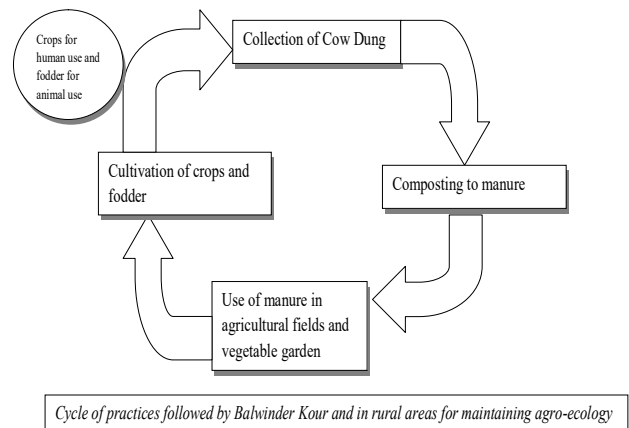 Crops for
human use and
fodder for
animal use
Collection of Cow Dung
Cultivation of crops and
fodder
Composting to manure
Use of manure in
agricultural fields and
vegetable garden
Cycle of practices followed by Balwinder Kour and in rural areas for maintaining agro-ecology